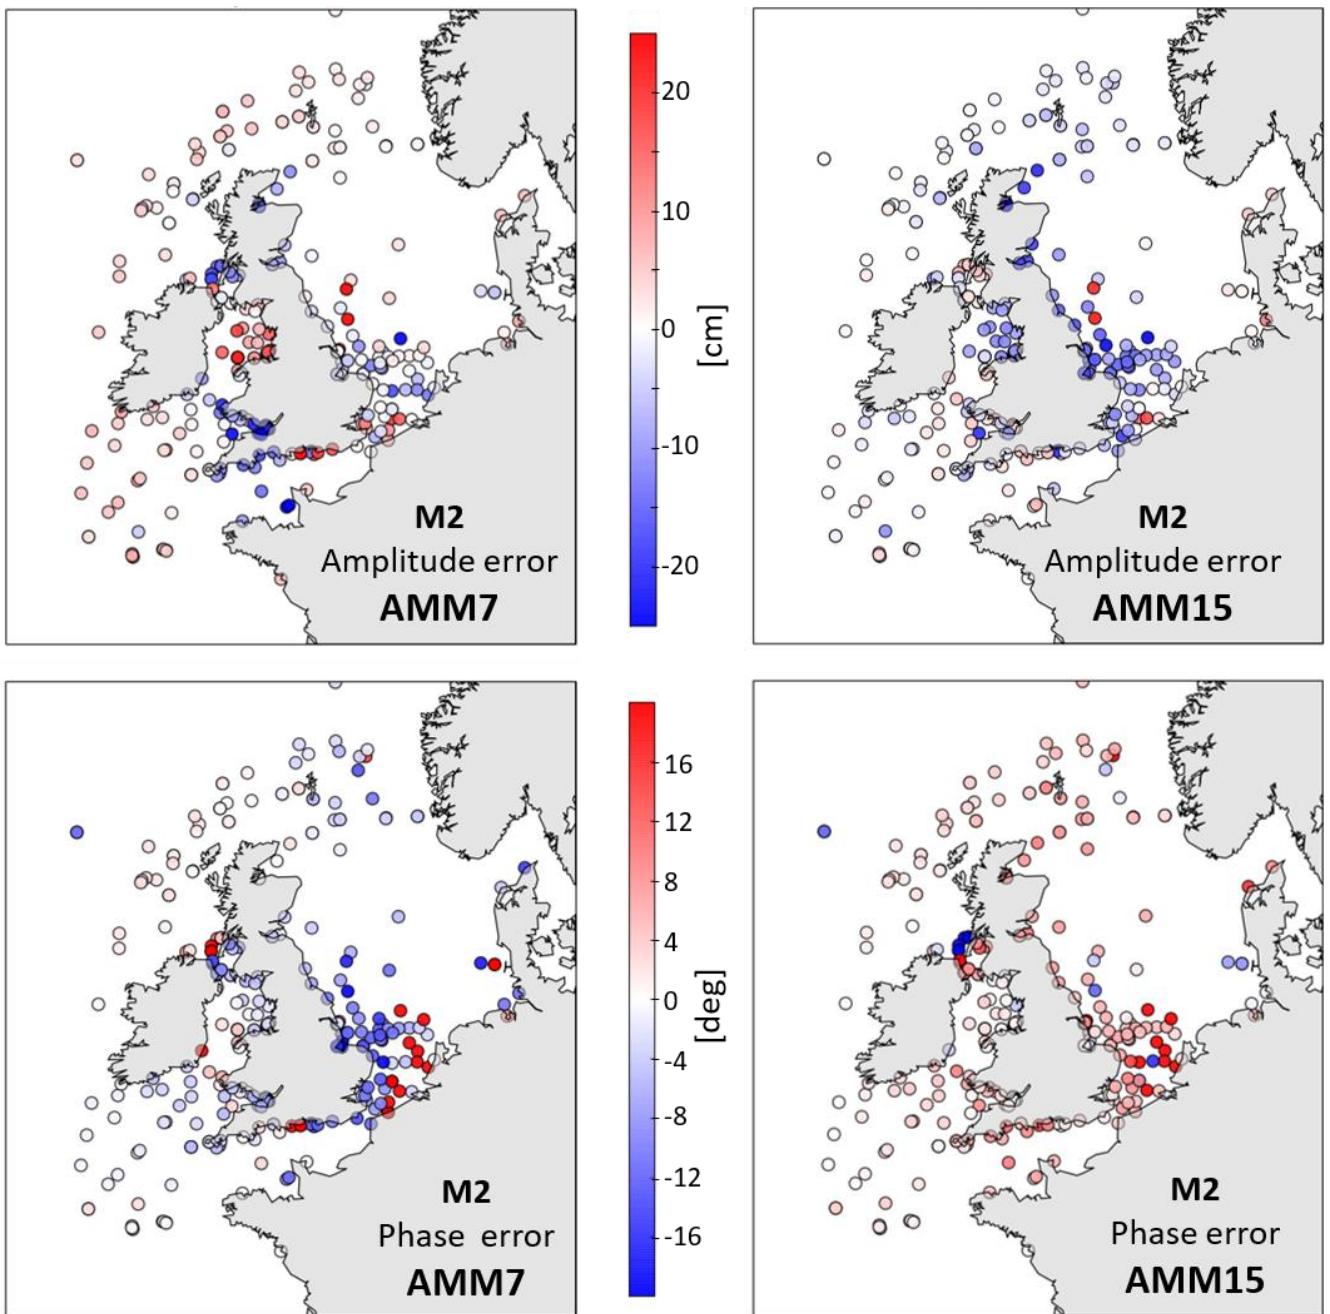 20
10
0
-10
-20
[cm]
M2
Amplitude error
AMM7
M2
Amplitude error
AMM15
16
12
8
4
0
-4
-8
-12
-16
[deg]
M2
Phase error
AMM7
M2
Phase error
AMM15